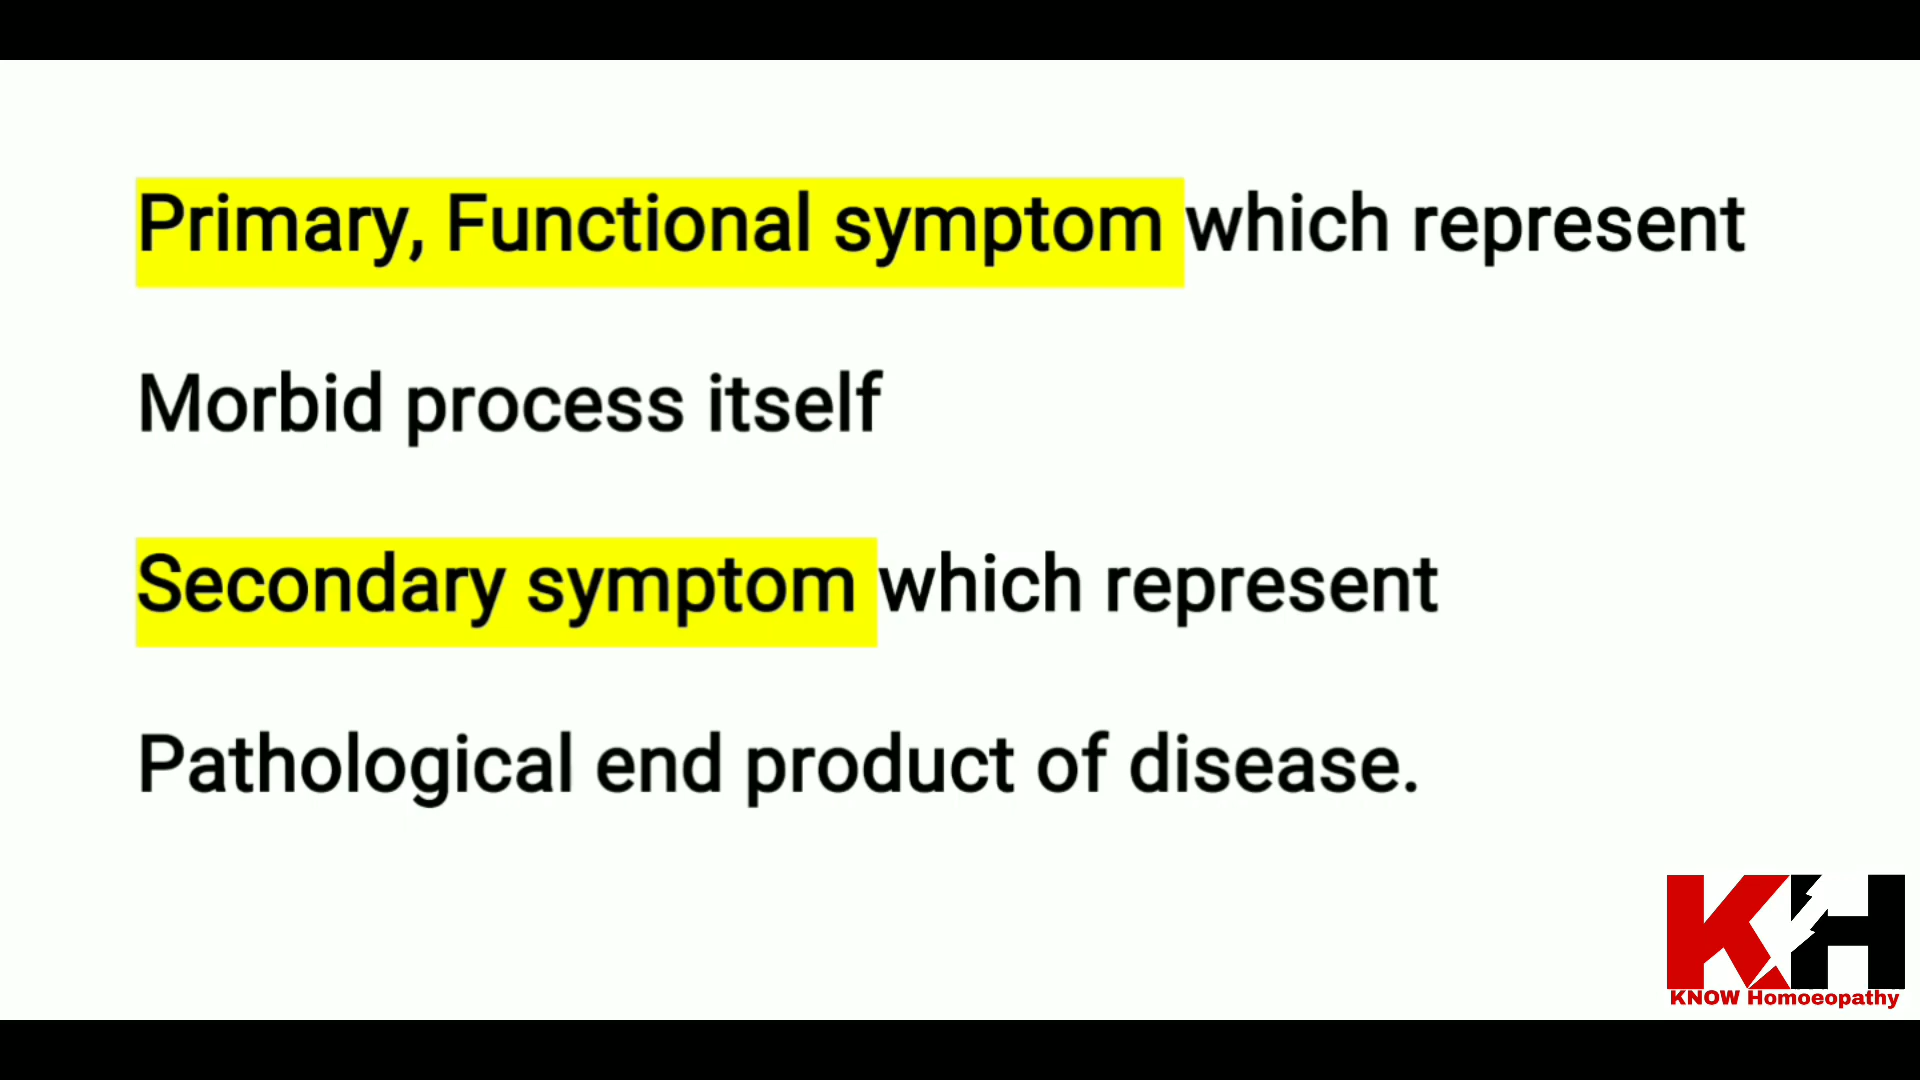 Primary, Functional symptom which represent
Morbid process itself
Secondary symptom which represent
Pathological end product of disease.
KH
KNOW Homoeopathy